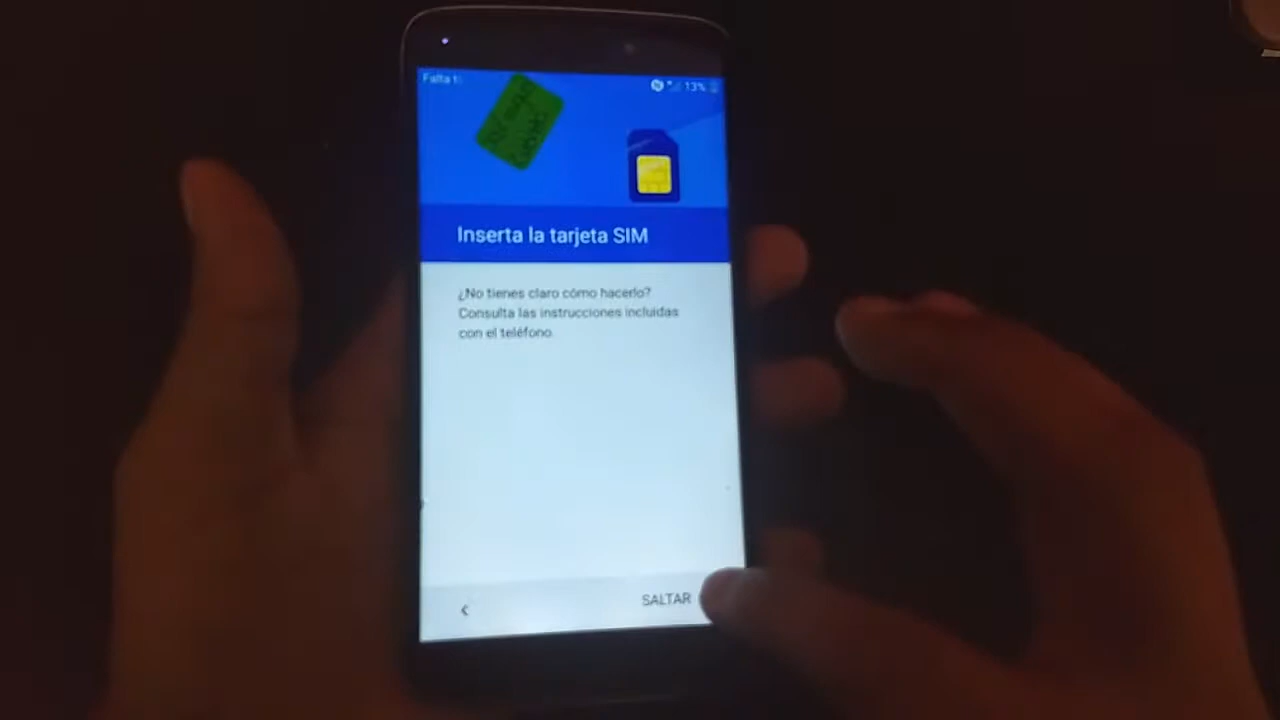 Falta
13%
Inserta la tarjeta SIM
¿No tienes claro cómo hacerlo?
Consulta las instrucciones incluidas
con el teléfono.
SALTAR